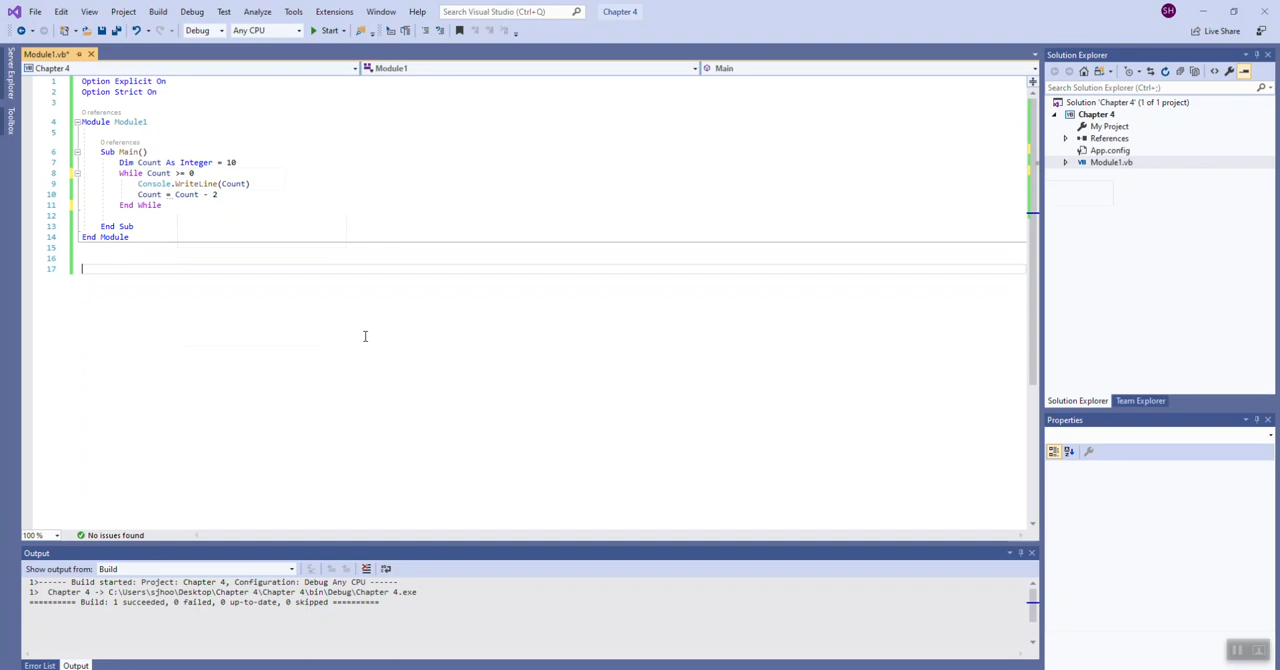 File Edit View Project Build Debug Test Analyze Tools Extensions Window Help Search Visual Studio (Ctrl+Q) Chapter 4 SH
Debug Any CPU Start Live Share
Server Explorer
Toolbox
Module1.vb*
Chapter 4 Module1 Main
1 Option Explicit On
2 Option Strict On
3
0 references
4 Module Module1
5
0 references
6 Sub Main()
7 Dim Count As Integer = 10
8 While Count >= 0
9 Console.WriteLine(Count)
10 Count = Count - 2
11 End While
12
13 End Sub
14 End Module
15
16
17
100 % No issues found
Solution Explorer
Search Solution Explorer (Ctrl+;)
Solution 'Chapter 4' (1 of 1 project)
Chapter 4
My Project
References
App.config
Module1.vb
Solution Explorer Team Explorer
Properties
Output
Show output from: Build
1>------ Build started: Project: Chapter 4, Configuration: Debug Any CPU ------
1> Chapter 4 -> C:\Users\sjhoo\Desktop\Chapter 4\Chapter 4\bin\Debug\Chapter 4.exe
========== Build: 1 succeeded, 0 failed, 0 up-to-date, 0 skipped ==========
Error List Output